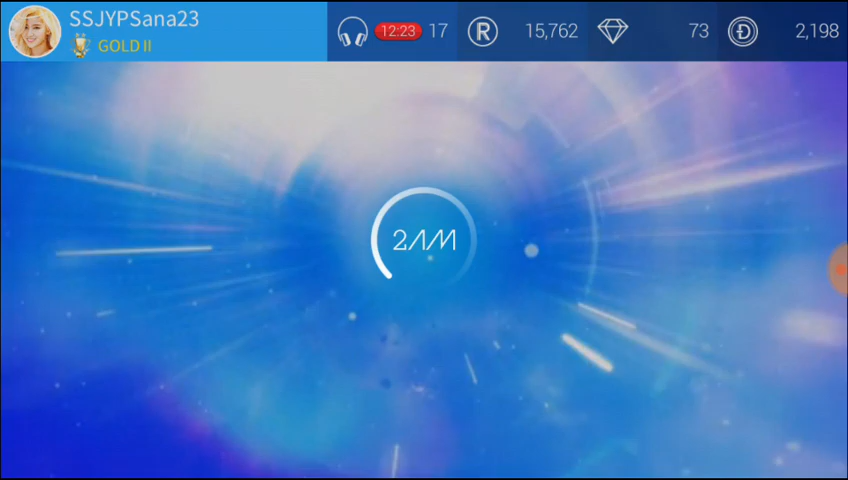 SSJYPSana23
GOLD II
12:23 17
R 15,762
73
Đ 2,198
2AM